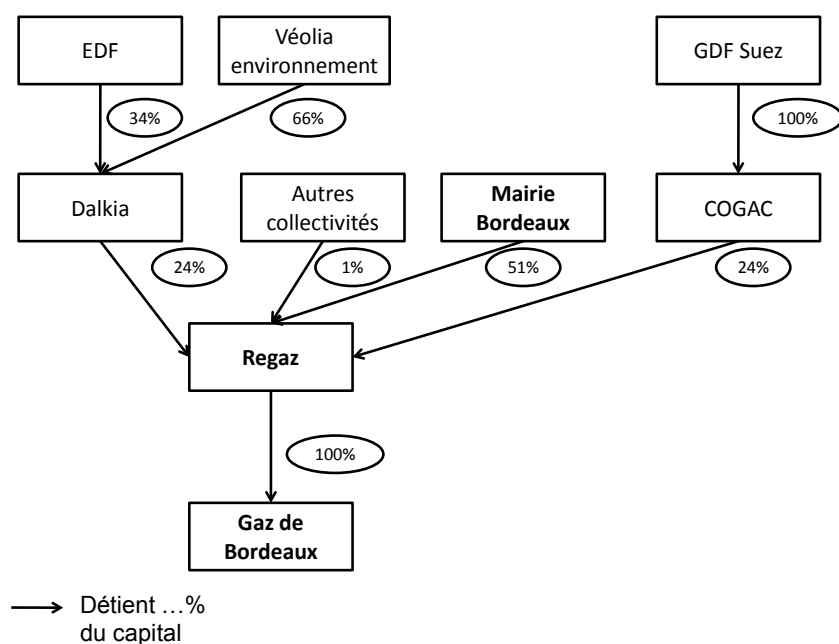 EDF
Véolia
environnement
GDF Suez
34%
66%
100%
Dalkia
Autres
collectivités
Mairie
Bordeaux
COGAC
24%
1%
51%
24%
Regaz
100%
Gaz de
Bordeaux
Détient ...%
du capital